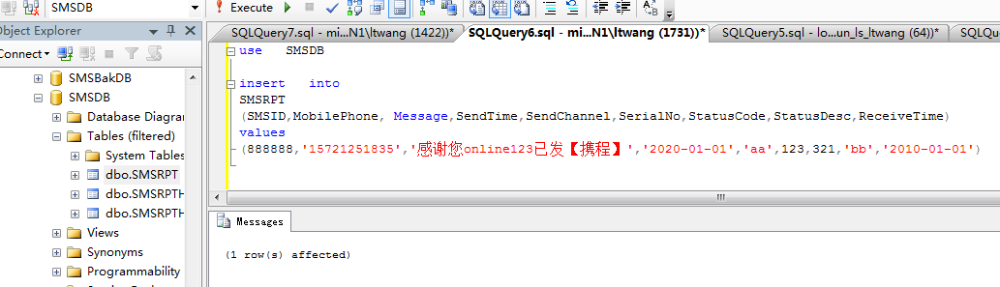 SMSDB
Execute
Object Explorer
SQLQuery7.sql - mi...N1\ltwang (1422))*
SQLQuery6.sql - mi...N1\ltwang (1731))*
SQLQuery5.sql - lo...un_ls_ltwang (64))*
SQLQu
Connect
SMSBakDB
SMSDB
Database Diagran
Tables (filtered)
System Tables
dbo.SMSRPT
dbo.SMSRPTH
dbo.SMSRPTH
Views
Synonyms
Programmability
use SMSDB
insert into
SMSRPT
(SMSID,MobilePhone, Message,SendTime,SendChannel,SerialNo,StatusCode,StatusDesc,ReceiveTime)
values
(888888,'15721251835','感谢您online123已发【携程】','2020-01-01','aa',123,321,'bb','2010-01-01')
Messages
(1 row(s) affected)